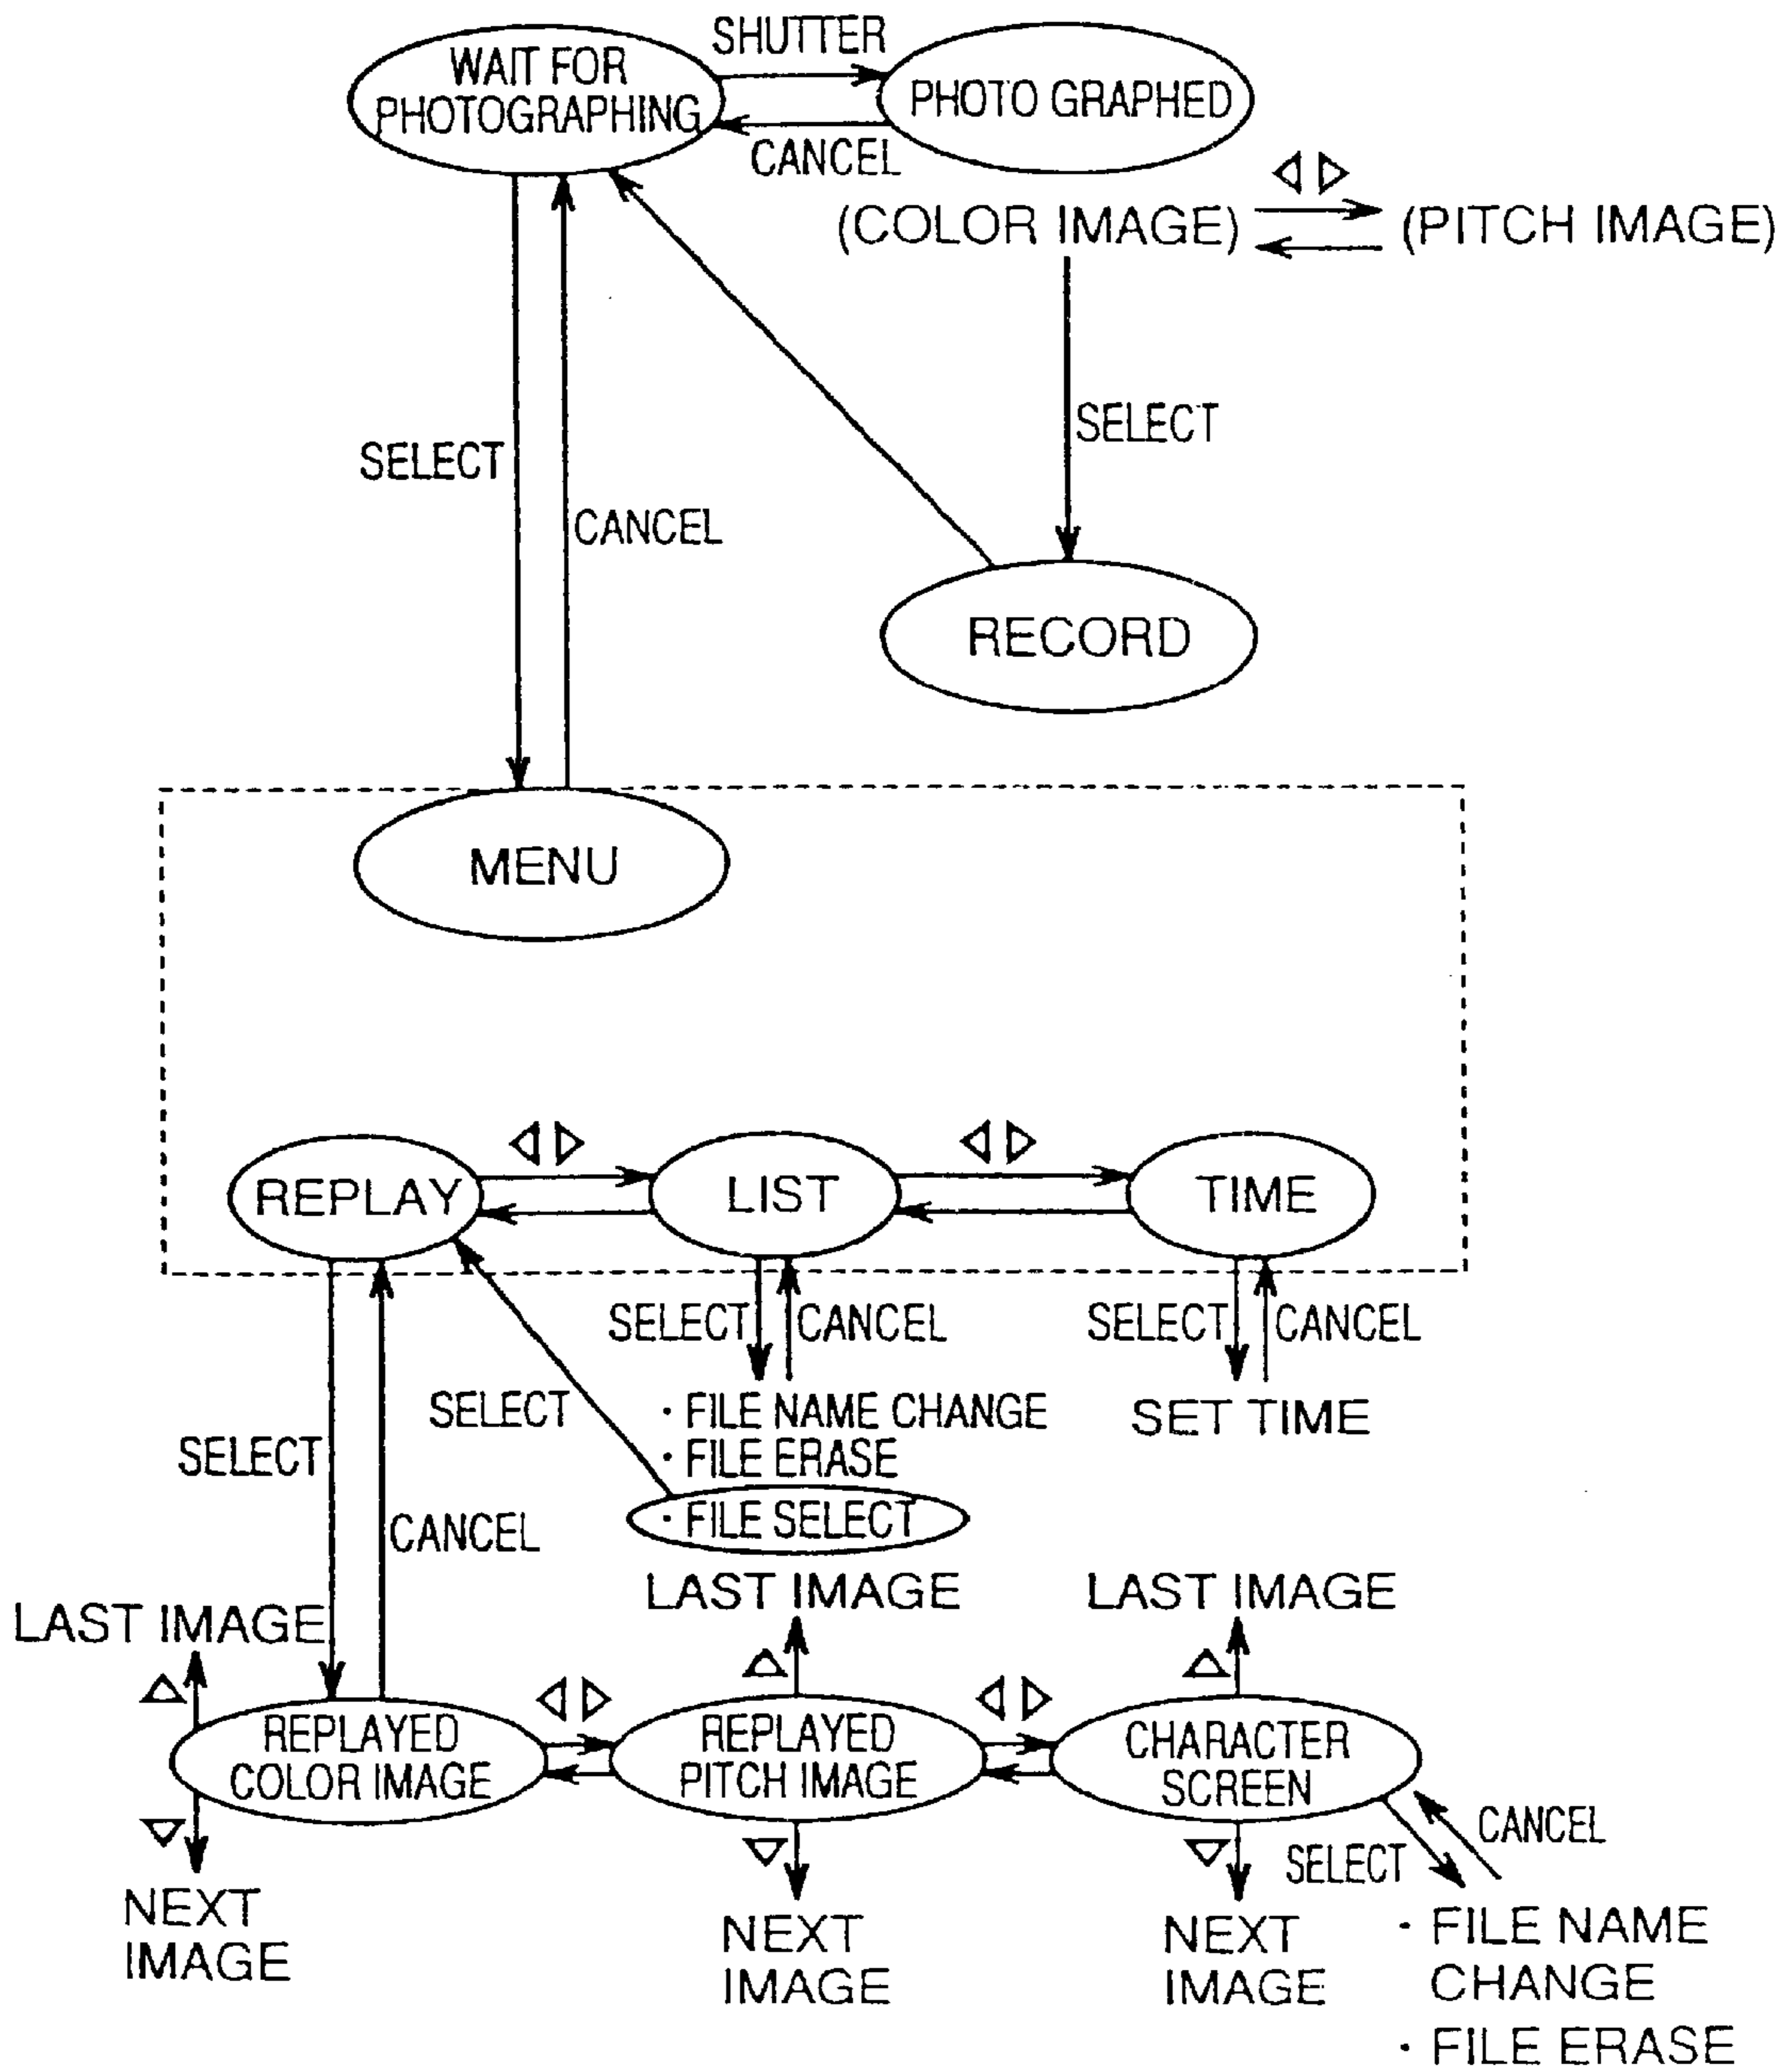 SHUTTER
WAIT FOR
PHOTOGRAPHING
PHOTO GRAPHED
CANCEL
◁ ▷
(COLOR IMAGE)
(PITCH IMAGE)
SELECT
SELECT
CANCEL
RECORD
MENU
◁ ▷
◁ ▷
REPLAY
LIST
TIME
SELECT
CANCEL
SELECT
CANCEL
SELECT
· FILE NAME CHANGE
SET TIME
SELECT
· FILE ERASE
CANCEL
· FILE SELECT
LAST IMAGE
LAST IMAGE
LAST IMAGE
△
△
△
◁ ▷
◁ ▷
REPLAYED
COLOR IMAGE
REPLAYED
PITCH IMAGE
CHARACTER
SCREEN
▽
▽
▽
CANCEL
SELECT
NEXT
IMAGE
NEXT
IMAGE
NEXT
IMAGE
· FILE NAME
CHANGE
· FILE ERASE